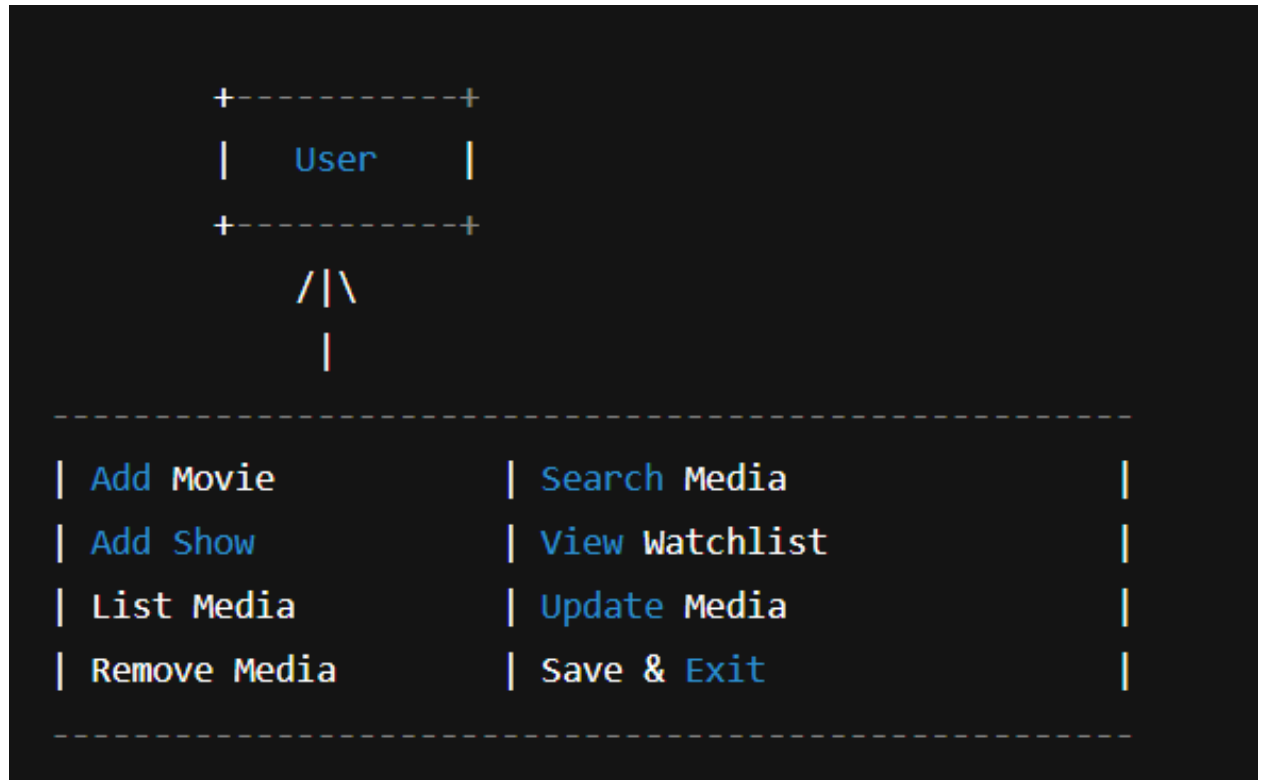 +-----------+
|   User    |
+-----------+
/|\
|
-----------------------------------------------------
| Add Movie           | Search Media                |
| Add Show            | View Watchlist              |
| List Media          | Update Media                |
| Remove Media        | Save & Exit                 |
-----------------------------------------------------